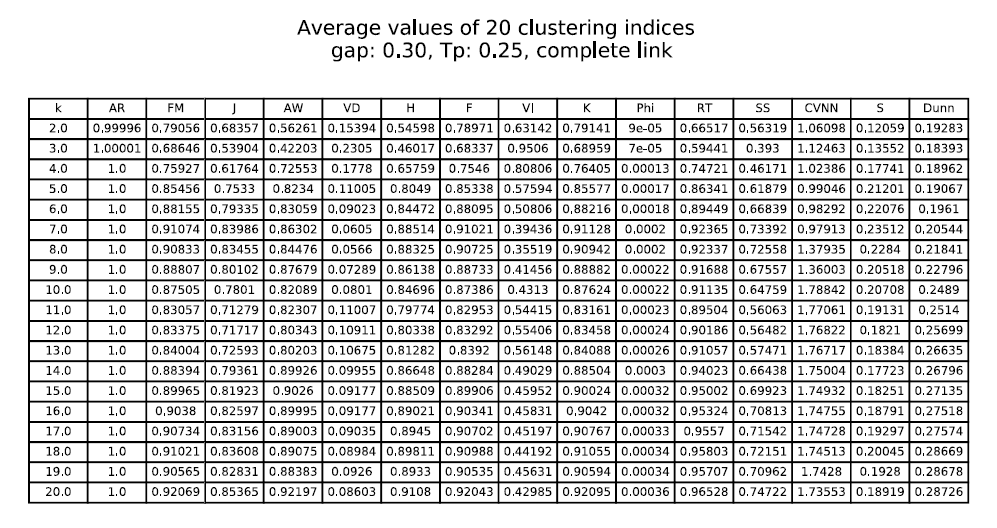 Average values of 20 clustering indices
gap: 0.30, Tp: 0.25, complete link
k AR FM J AW VD H F VI K Phi RT SS CVNN S Dunn
2.0 0.99996 0.79056 0.68357 0.56261 0.15394 0.54598 0.78971 0.63142 0.79141 9e-05 0.66517 0.56319 1.06098 0.12059 0.19283
3.0 1.00001 0.68646 0.53904 0.42203 0.2305 0.46017 0.68337 0.9506 0.68959 7e-05 0.59441 0.393 1.12463 0.13552 0.18393
4.0 1.0 0.75927 0.61764 0.72553 0.1778 0.65759 0.7546 0.80806 0.76405 0.00013 0.74721 0.46171 1.02386 0.17741 0.18962
5.0 1.0 0.85456 0.7533 0.8234 0.11005 0.8049 0.85338 0.57594 0.85577 0.00017 0.86341 0.61879 0.99046 0.21201 0.19067
6.0 1.0 0.88155 0.79335 0.83059 0.09023 0.84472 0.88095 0.50806 0.88216 0.00018 0.89449 0.66839 0.98292 0.22076 0.1961
7.0 1.0 0.91074 0.83986 0.86302 0.0605 0.88514 0.91021 0.39436 0.91128 0.0002 0.92365 0.73392 0.97913 0.23512 0.20544
8.0 1.0 0.90833 0.83455 0.84476 0.0566 0.88325 0.90725 0.35519 0.90942 0.0002 0.92337 0.72558 1.37935 0.2284 0.21841
9.0 1.0 0.88807 0.80102 0.87679 0.07289 0.86138 0.88733 0.41456 0.88882 0.00022 0.91688 0.67557 1.36003 0.20518 0.22796
10.0 1.0 0.87505 0.7801 0.82089 0.0801 0.84696 0.87386 0.4313 0.87624 0.00022 0.91135 0.64759 1.78842 0.20708 0.2489
11.0 1.0 0.83057 0.71279 0.82307 0.11007 0.79774 0.82953 0.54415 0.83161 0.00023 0.89504 0.56063 1.77061 0.19131 0.2514
12.0 1.0 0.83375 0.71717 0.80343 0.10911 0.80338 0.83292 0.55406 0.83458 0.00024 0.90186 0.56482 1.76822 0.1821 0.25699
13.0 1.0 0.84004 0.72593 0.80203 0.10675 0.81282 0.8392 0.56148 0.84088 0.00026 0.91057 0.57471 1.76717 0.18384 0.26635
14.0 1.0 0.88394 0.79361 0.89926 0.09955 0.86648 0.88284 0.49029 0.88504 0.0003 0.94023 0.66438 1.75004 0.17723 0.26796
15.0 1.0 0.89965 0.81923 0.9026 0.09177 0.88509 0.89906 0.45952 0.90024 0.00032 0.95002 0.69923 1.74932 0.18251 0.27135
16.0 1.0 0.9038 0.82597 0.89995 0.09177 0.89021 0.90341 0.45831 0.9042 0.00032 0.95324 0.70813 1.74755 0.18791 0.27518
17.0 1.0 0.90734 0.83156 0.89003 0.09035 0.8945 0.90702 0.45197 0.90767 0.00033 0.9557 0.71542 1.74728 0.19297 0.27574
18.0 1.0 0.91021 0.83608 0.89075 0.08984 0.89811 0.90988 0.44192 0.91055 0.00034 0.95803 0.72151 1.74513 0.20045 0.28669
19.0 1.0 0.90565 0.82831 0.88383 0.0926 0.8933 0.90535 0.45631 0.90594 0.00034 0.95707 0.70962 1.7428 0.1928 0.28678
20.0 1.0 0.92069 0.85365 0.92197 0.08603 0.9108 0.92043 0.42985 0.92095 0.00036 0.96528 0.74722 1.73553 0.18919 0.28726